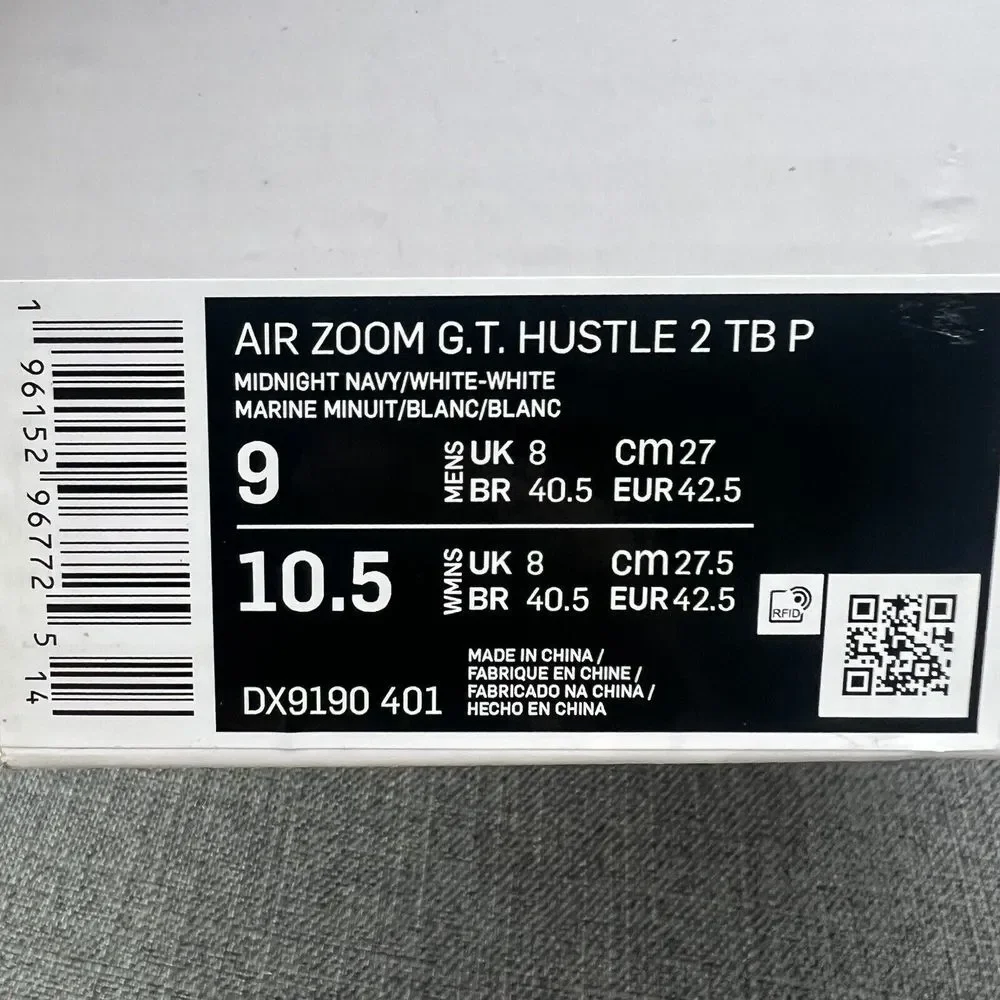 AIR ZOOM G.T. HUSTLE 2 TB P
MIDNIGHT NAVY/WHITE-WHITE
MARINE MINUIT/BLANC/BLANC
9 MENS UK 8 cm 27
BR 40.5 EUR 42.5
10.5 WMNS UK 8 cm 27.5
BR 40.5 EUR 42.5
RFID
DX9190 401
MADE IN CHINA /
FABRIQUE EN CHINE /
FABRICADO NA CHINA /
HECHO EN CHINA
1 96152 96772 5 14